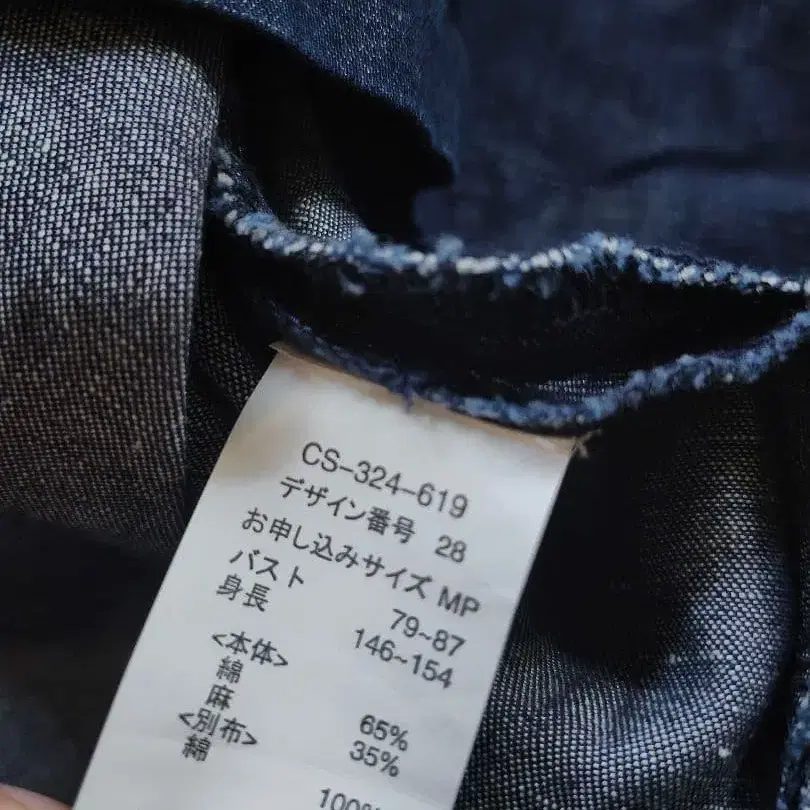 CS-324-619
デザイン番号 28
お申し込みサイズ MP
バスト 79~87
身長 146~154
<本体>
綿 65%
麻 35%
<別布>
綿 100%